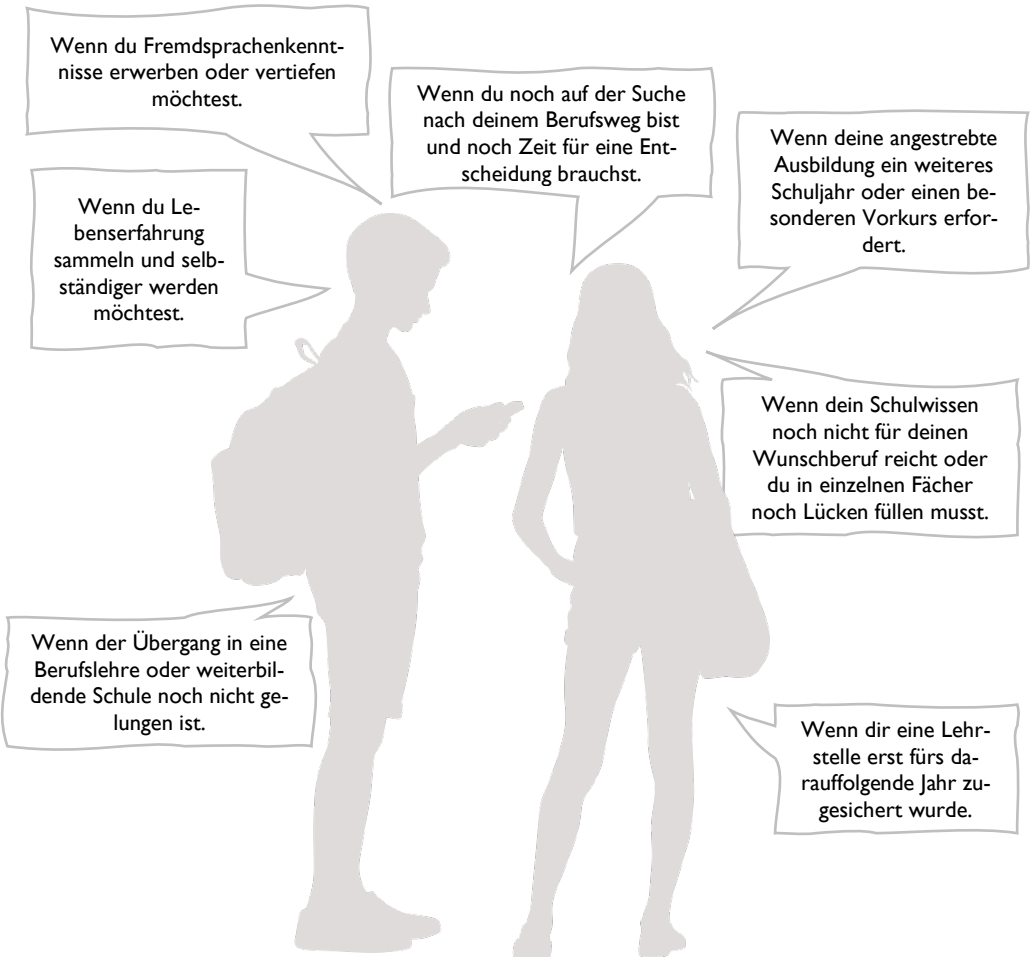 Wenn du Fremdsprachenkennt-
nisse erwerben oder vertiefen
möchtest.
Wenn du noch auf der Suche
nach deinem Berufsweg bist
und noch Zeit für eine Ent-
scheidung brauchst.
Wenn deine angestrebte
Ausbildung ein weiteres
Schuljahr oder einen be-
sonderen Vorkurs erfor-
dert.
Wenn du Le-
benserfahrung
sammeln und selb-
ständiger werden
möchtest.
Wenn dein Schulwissen
noch nicht für deinen
Wunschberuf reicht oder
du in einzelnen Fächer
noch Lücken füllen musst.
Wenn der Übergang in eine
Berufslehre oder weiterbil-
dende Schule noch nicht ge-
lungen ist.
Wenn dir eine Lehr-
stelle erst fürs da-
rauffolgende Jahr zu-
gesichert wurde.